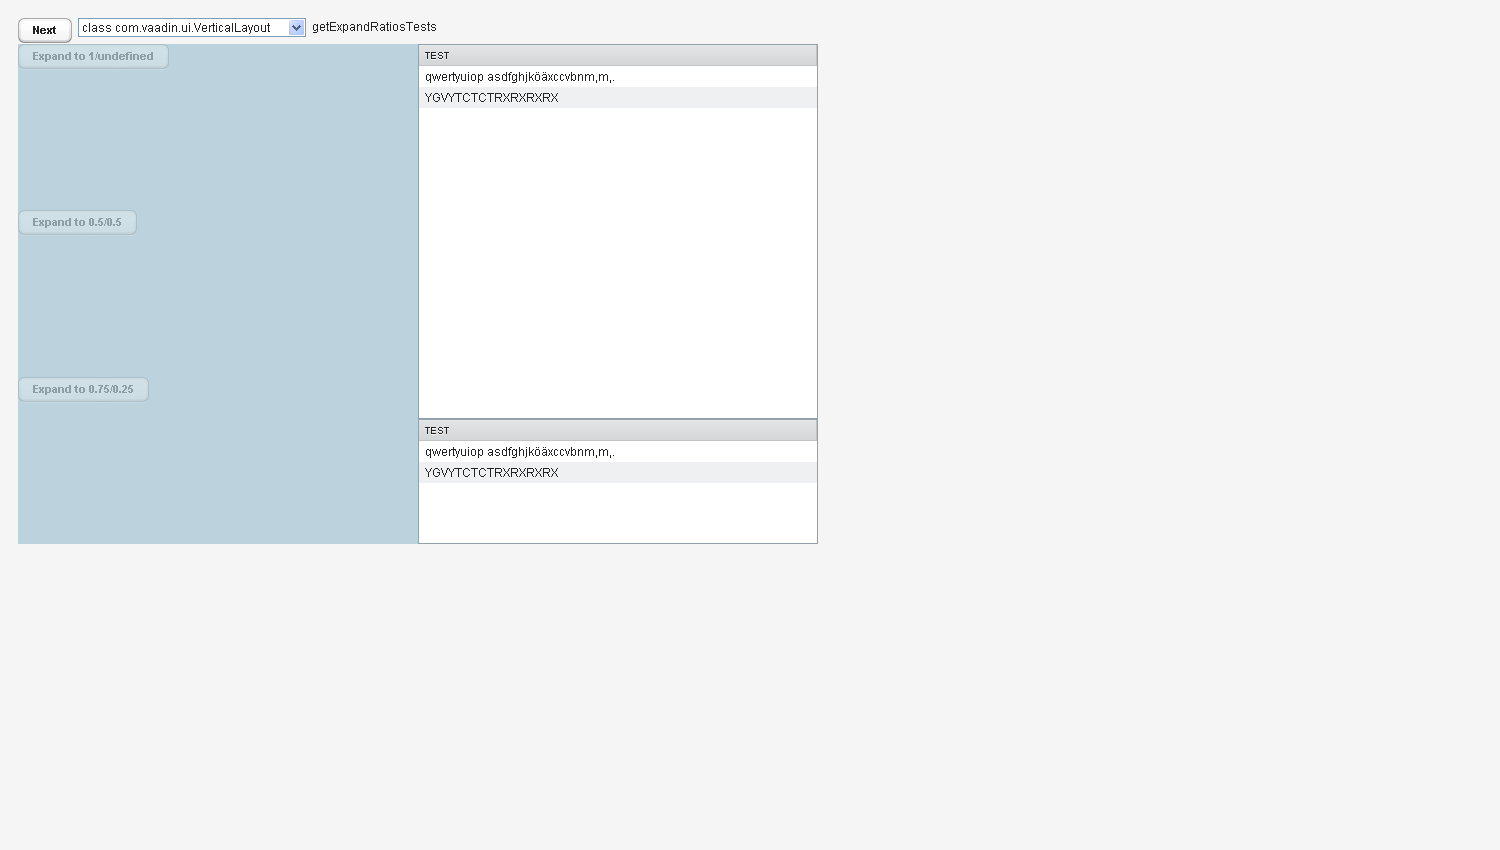 Next
class com.vaadin.ui.VerticalLayout
getExpandRatiosTests
Expand to 1/undefined
Expand to 0.5/0.5
Expand to 0.75/0.25
TEST
qwertyuiop asdfghjköäxccvbnm,m,.
YGVYTCTCTRXRXRXRX
TEST
qwertyuiop asdfghjköäxccvbnm,m,.
YGVYTCTCTRXRXRXRX